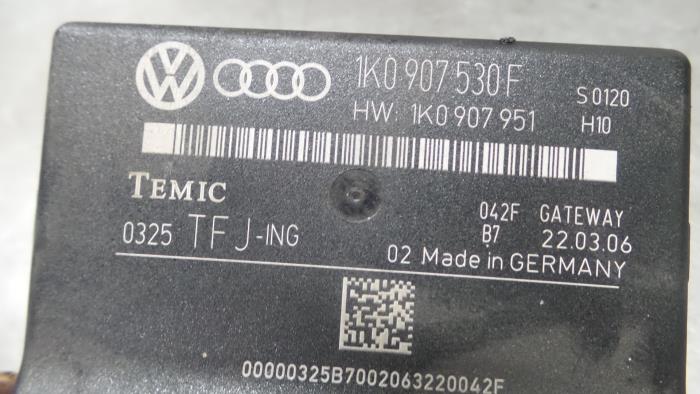 1K0 907 530 F S 0120
HW: 1K0 907 951 H10
TEMIC
042F GATEWAY
0325 TFJ-ING B7 22.03.06
02 Made in GERMANY
00000325B7002063220042F